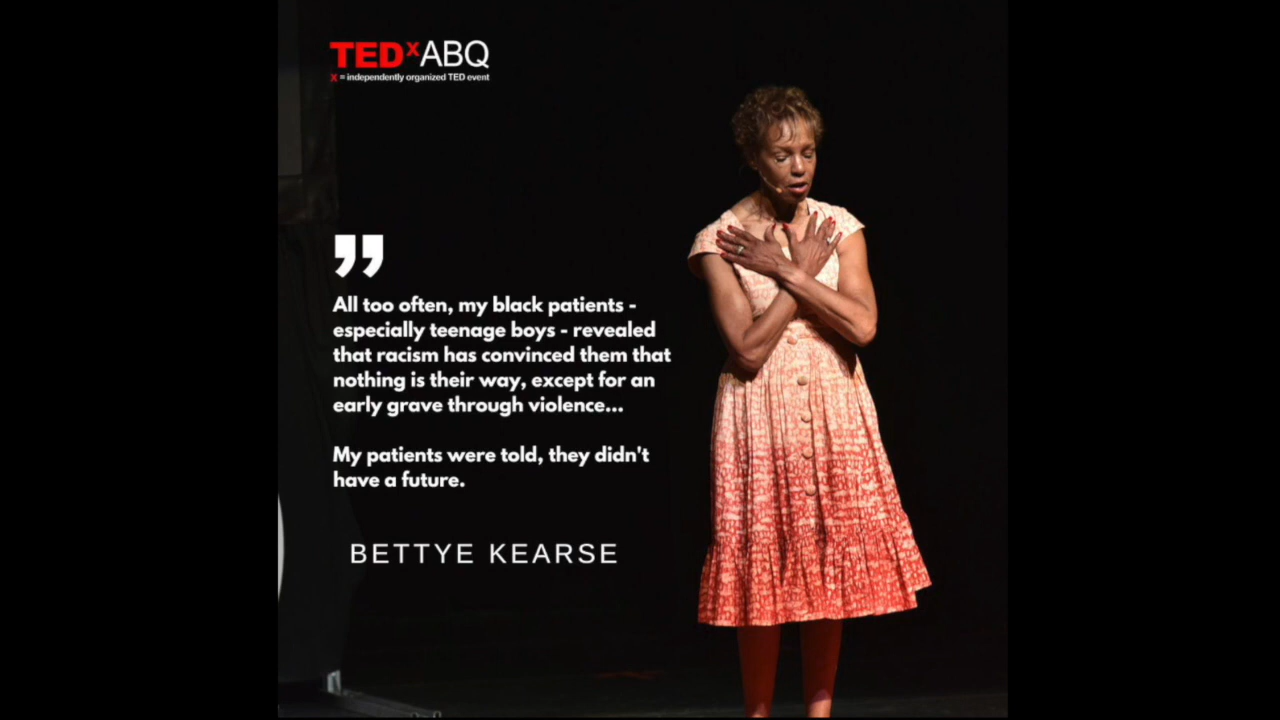 TEDxABQ
x = independently organized TED event
”
All too often, my black patients -
especially teenage boys - revealed
that racism has convinced them that
nothing is their way, except for an
early grave through violence...
My patients were told, they didn't
have a future.
BETTYE KEARSE